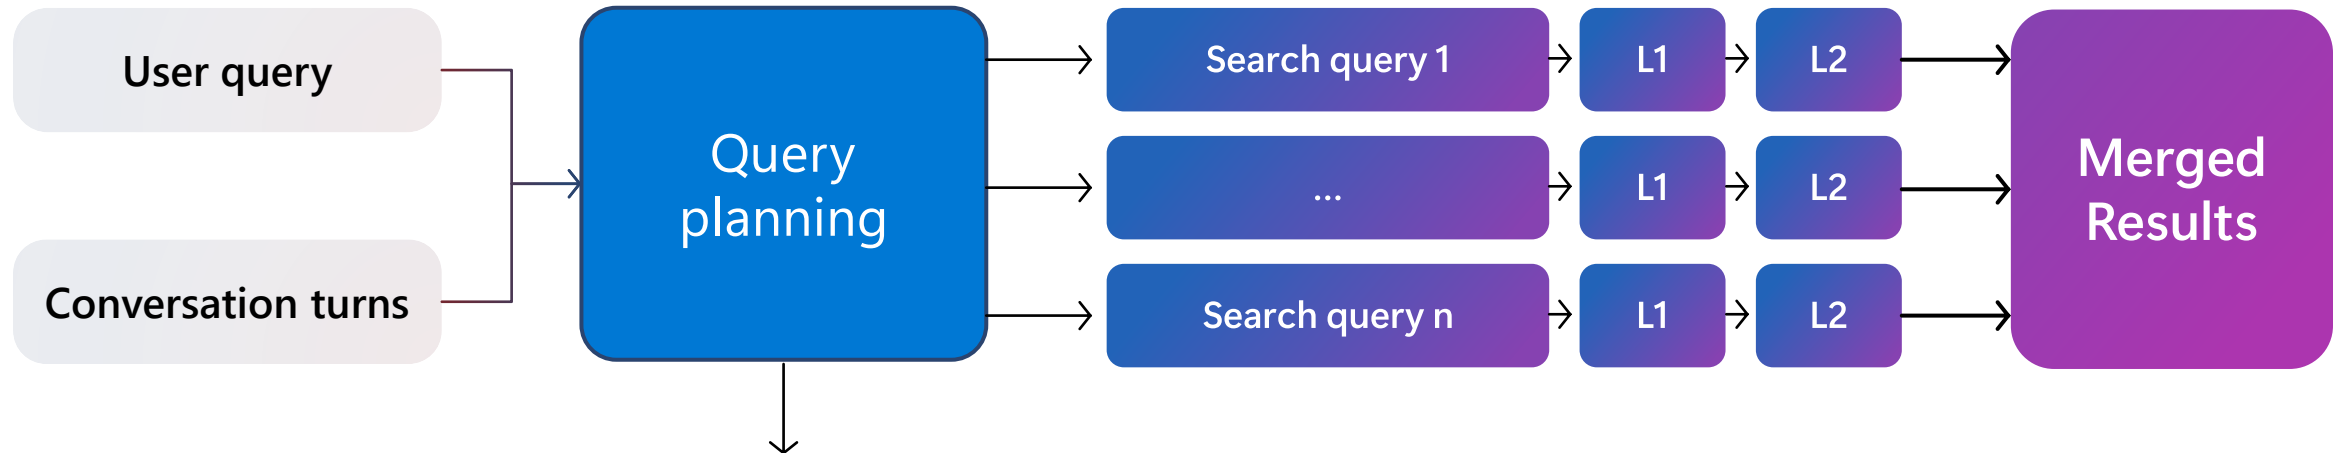 User query
Conversation turns
Query
planning
Search query 1
L1
L2
...
L1
L2
Search query n
L1
L2
Merged
Results